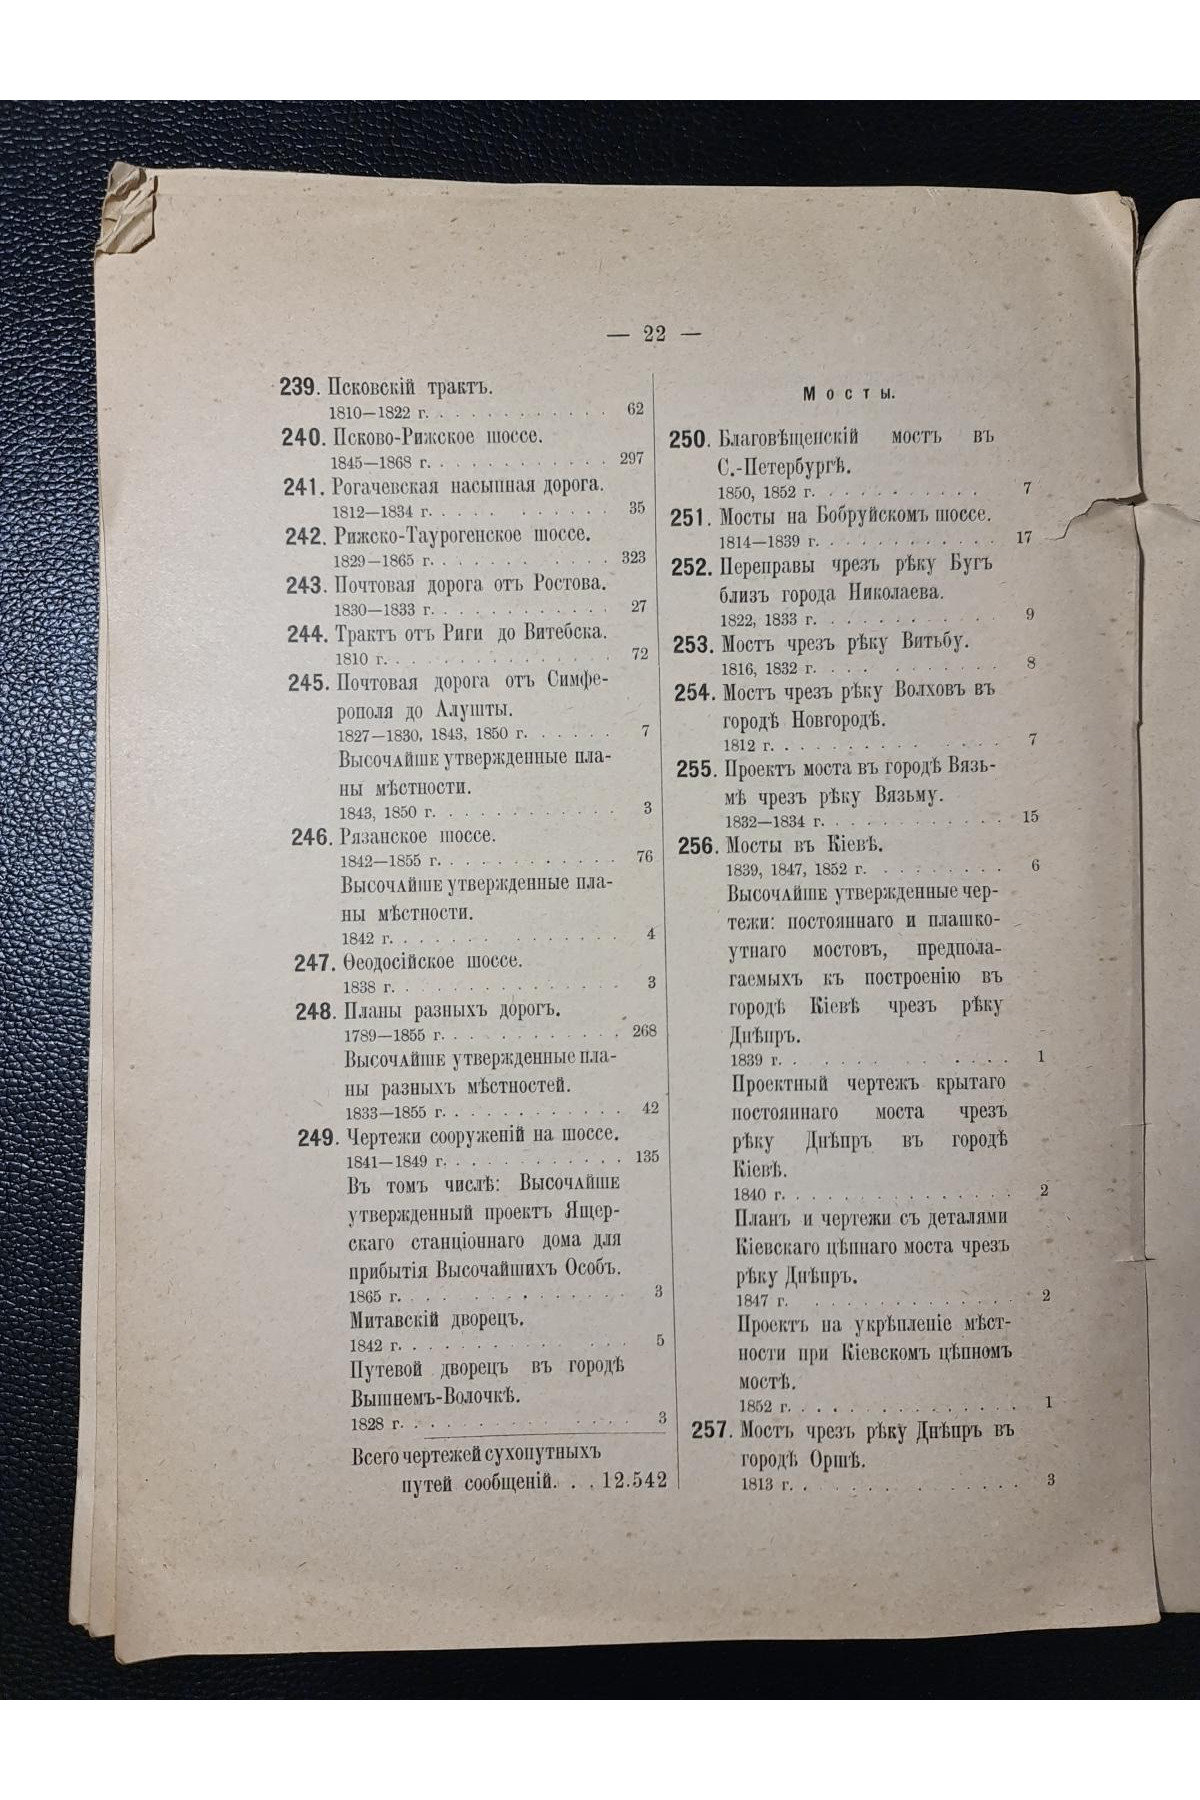 — 22 —
239. Псковскій трактъ.
1810—1822 г. . . . . . . . . . . . 62
240. Псково-Рижское шоссе.
1845—1868 г. . . . . . . . . . . . 297
241. Рогачевская насыпная дорога.
1812—1834 г. . . . . . . . . . . 35
242. Рижско-Таурогенское шоссе.
1829—1865 г. . . . . . . . . . . 323
243. Почтовая дорога отъ Ростова.
1830—1833 г. . . . . . . . . . . . 27
244. Трактъ отъ Риги до Витебска.
1810 г. . . . . . . . . . . . . . 72
245. Почтовая дорога отъ Симфе-
рополя до Алушты.
1827—1830, 1843, 1850 г. . . . . . 7
Высочайше утвержденные пла-
ны мѣстности.
1843, 1850 г. . . . . . . . . . . . 3
246. Рязанское шоссе.
1842—1855 г. . . . . . . . . . . . 76
Высочайше утвержденные пла-
ны мѣстности.
1842 г. . . . . . . . . . . . . . 4
247. Ѳеодосійское шоссе.
1838 г. . . . . . . . . . . . . . 3
248. Планы разныхъ дорогъ.
1789—1855 г. . . . . . . . . . . . 268
Высочайше утвержденные пла-
ны разныхъ мѣстностей.
1833—1855 г. . . . . . . . . . . . 42
249. Чертежи сооруженій на шоссе.
1841—1849 г. . . . . . . . . . . . 135
Въ томъ числѣ: Высочайше
утвержденный проектъ Ящер-
скаго станціоннаго дома для
прибытія Высочайшихъ Особъ.
1865 г. . . . . . . . . . . . . . 3
Митавскій дворецъ.
1842 г. . . . . . . . . . . . . . 5
Путевой дворецъ въ городѣ
Вышнемъ-Волочкѣ.
1828 г. . . . . . . . . . . . . . 3
Всего чертежей сухопутныхъ
путей сообщеній. . . 12.542
Мосты.
250. Благовѣщенскій мостъ въ
С.-Петербургѣ.
1850, 1852 г. . . . . . . . . . . 7
251. Мосты на Бобруйскомъ шоссе.
1814—1839 г. . . . . . . . . . . . 17
252. Переправы чрезъ рѣку Бугъ
близъ города Николаева.
1822, 1833 г. . . . . . . . . . . . 9
253. Мостъ чрезъ рѣку Витьбу.
1816, 1832 г. . . . . . . . . . . 8
254. Мостъ чрезъ рѣку Волховъ въ
городѣ Новгородѣ.
1812 г. . . . . . . . . . . . . . 7
255. Проектъ моста въ городѣ Вязь-
мѣ чрезъ рѣку Вязьму.
1832—1834 г. . . . . . . . . . . . 15
256. Мосты въ Кіевѣ.
1839, 1847, 1852 г. . . . . . . . . 6
Высочайше утвержденные чер-
тежи: постояннаго и плашко-
утнаго мостовъ, предпола-
гаемыхъ къ построенію въ
городѣ Кіевѣ чрезъ рѣку
Днѣпръ.
1839 г. . . . . . . . . . . . . 1
Проектный чертежъ крытаго
постояннаго моста чрезъ
рѣку Днѣпръ въ городѣ
Кіевѣ.
1840 г. . . . . . . . . . . . . . 2
Планъ и чертежи съ деталями
Кіевскаго цѣпнаго моста чрезъ
рѣку Днѣпръ.
1847 г. . . . . . . . . . . . . 2
Проектъ на укрѣпленіе мѣст-
ности при Кіевскомъ цѣпномъ
мостѣ.
1852 г. . . . . . . . . . . . . . 1
257. Мостъ чрезъ рѣку Днѣпръ въ
городѣ Оршѣ.
1813 г. . . . . . . . . . . . . 3